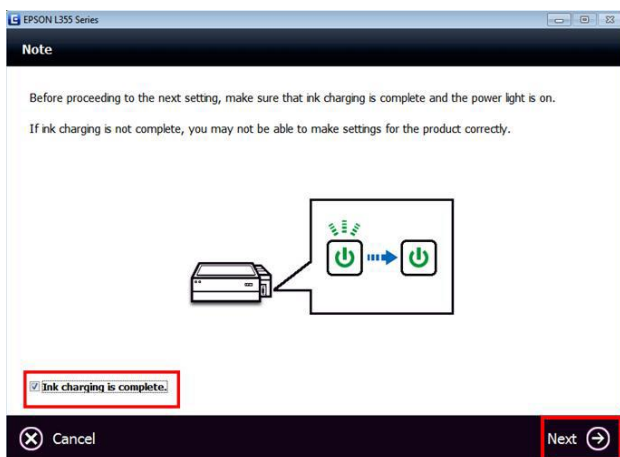 EPSON L355 Series
Note
Before proceeding to the next setting, make sure that ink charging is complete and the power light is on.
If ink charging is not complete, you may not be able to make settings for the product correctly.
Ink charging is complete.
Cancel
Next